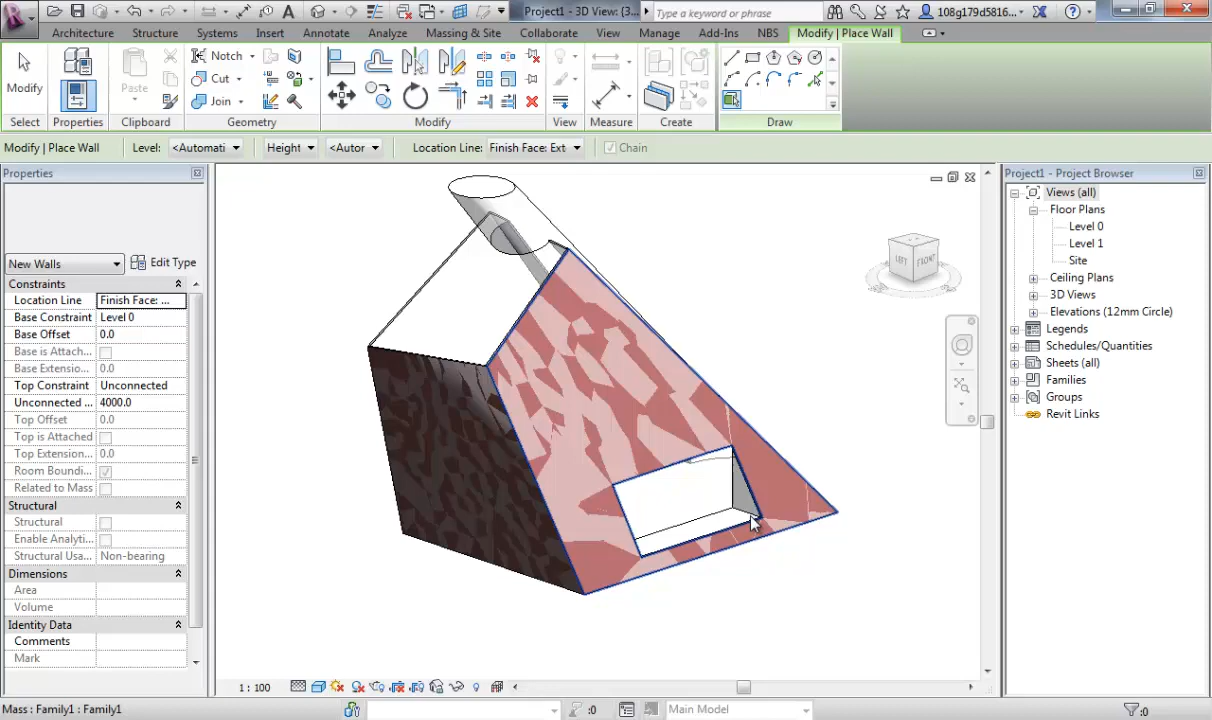 Project1 - 3D View: (3...
Type a keyword or phrase
108g179d5816...
Architecture
Structure
Systems
Insert
Annotate
Analyze
Massing & Site
Collaborate
View
Manage
Add-Ins
NBS
Modify | Place Wall
Modify
Select
Properties
Paste
Clipboard
Notch
Cut
Join
Geometry
Modify
View
Measure
Create
Draw
Modify | Place Wall
Level: <Automati
Height
<Autor
Location Line: Finish Face: Ext
Chain
Properties
New Walls
Edit Type
Constraints
Location Line Finish Face: ...
Base Constraint Level 0
Base Offset 0.0
Base is Attach...
Base Extensio... 0.0
Top Constraint Unconnected
Unconnected ... 4000.0
Top Offset 0.0
Top is Attached
Top Extension... 0.0
Room Boundi...
Related to Mass
Structural
Structural
Enable Analyti...
Structural Usa... Non-bearing
Dimensions
Area
Volume
Identity Data
Comments
Mark
LEFT
FRONT
Project1 - Project Browser
Views (all)
Floor Plans
Level 0
Level 1
Site
Ceiling Plans
3D Views
Elevations (12mm Circle)
Legends
Schedules/Quantities
Sheets (all)
Families
Groups
Revit Links
1 : 100
Mass : Family1 : Family1
:0
Main Model
:0